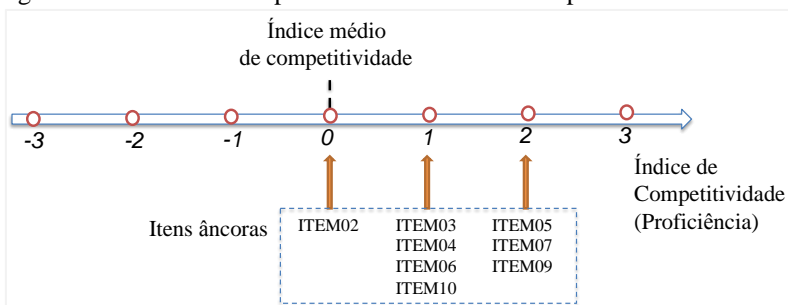 Índice médio
de competitividade
-3 -2 -1 0 1 2 3
Índice de
Competitividade
(Proficiência)
Itens âncoras
ITEM02 ITEM03 ITEM05
ITEM04 ITEM07
ITEM06 ITEM09
ITEM10